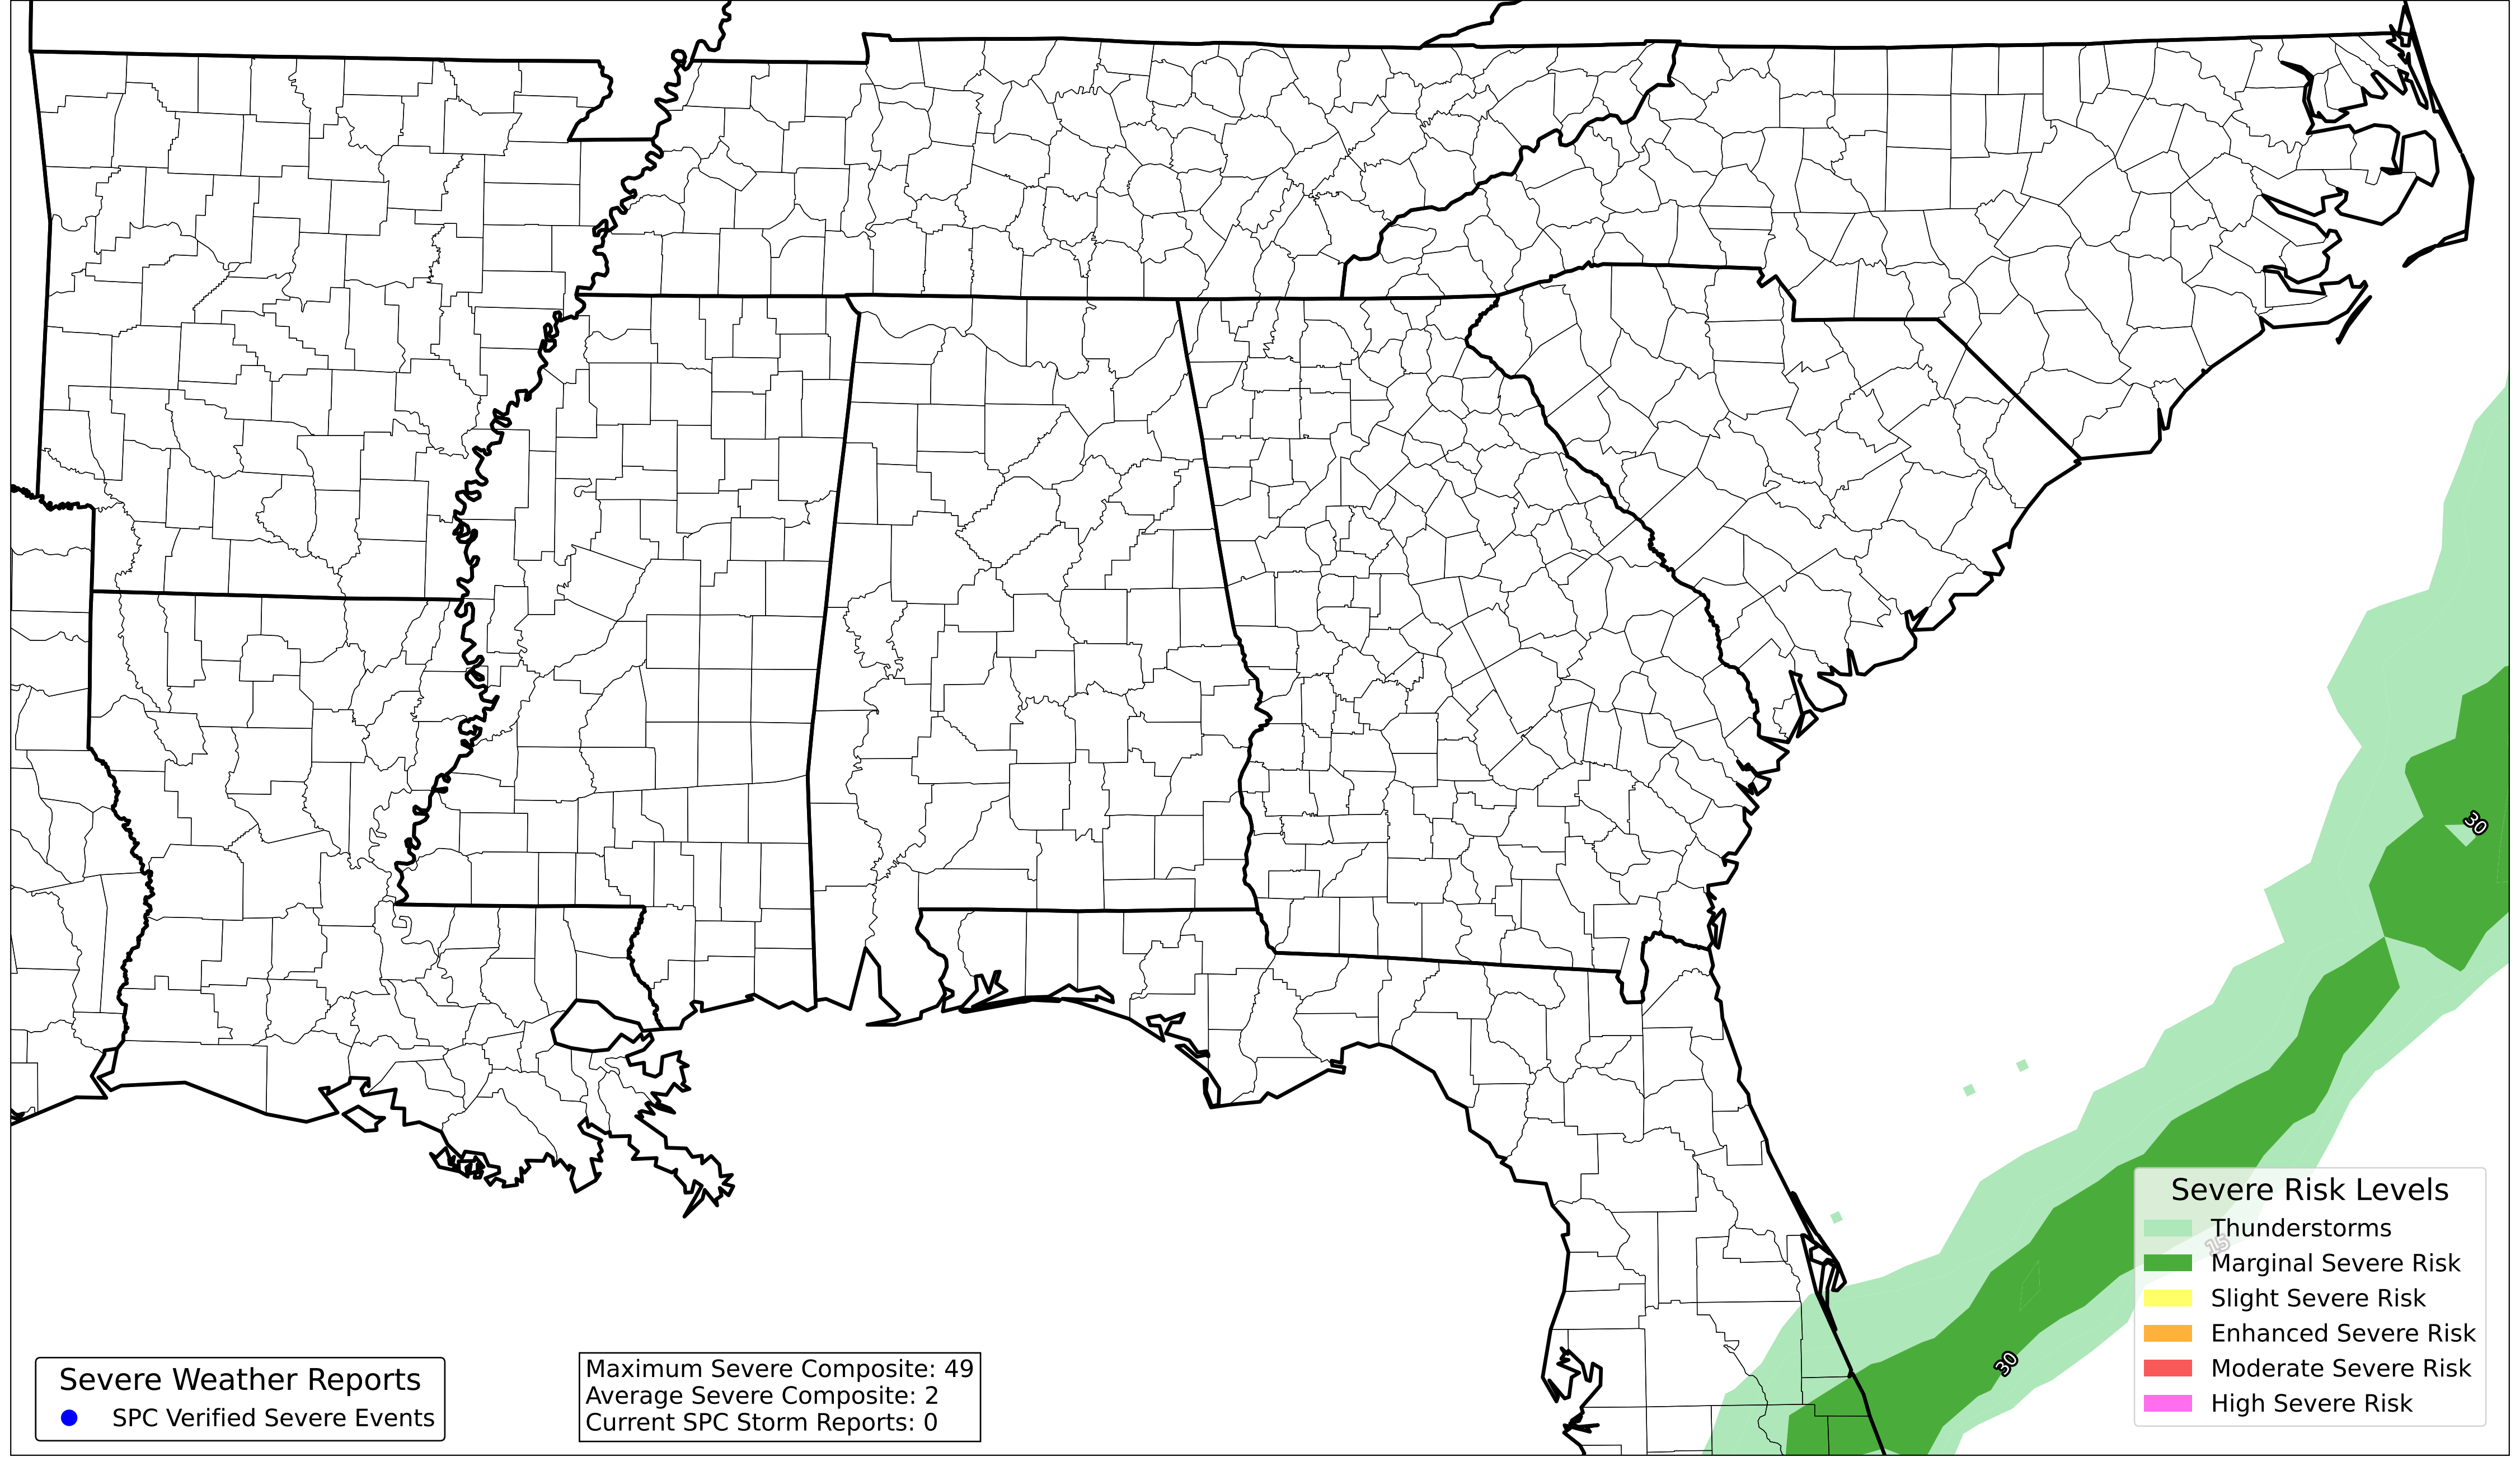 30
Severe Risk Levels
Thunderstorms
15
Marginal Severe Risk
Slight Severe Risk
Enhanced Severe Risk
Moderate Severe Risk
High Severe Risk
30
Severe Weather Reports
SPC Verified Severe Events
Maximum Severe Composite: 49
Average Severe Composite: 2
Current SPC Storm Reports: 0